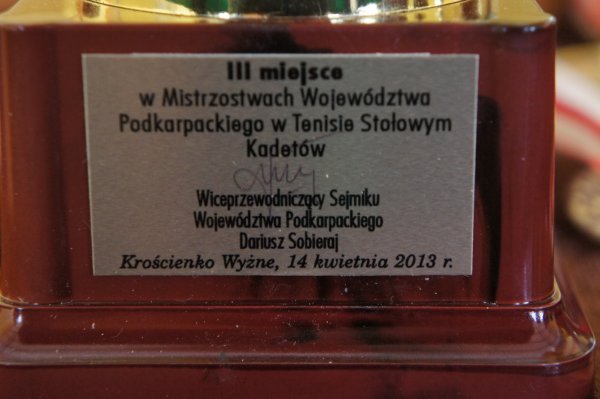 III miejsce
w Mistrzostwach Województwa
Podkarpackiego w Tenisie Stołowym
Kadetów
Wiceprzewodniczący Sejmiku
Województwa Podkarpackiego
Dariusz Sobieraj
Krościenko Wyżne, 14 kwietnia 2013 r.